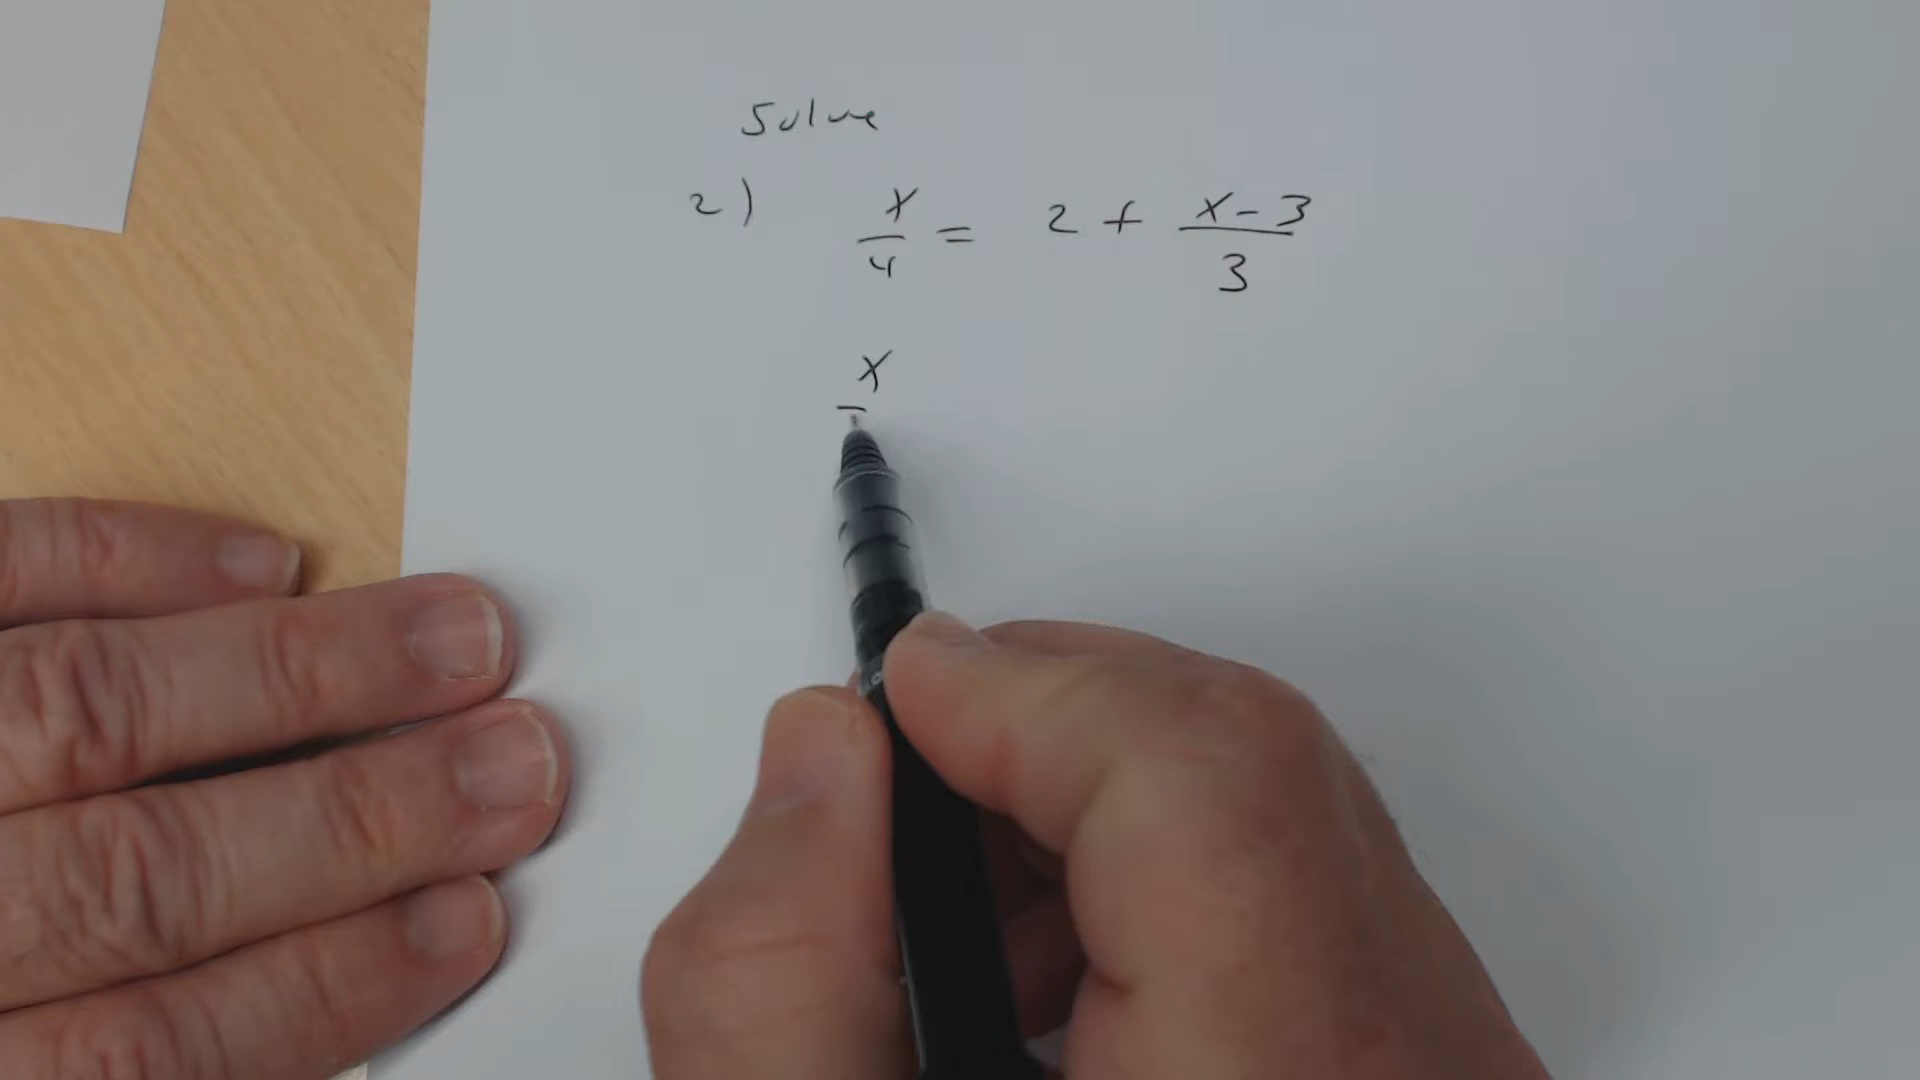 Solve
2) x/4 = 2 + x-3/3
x